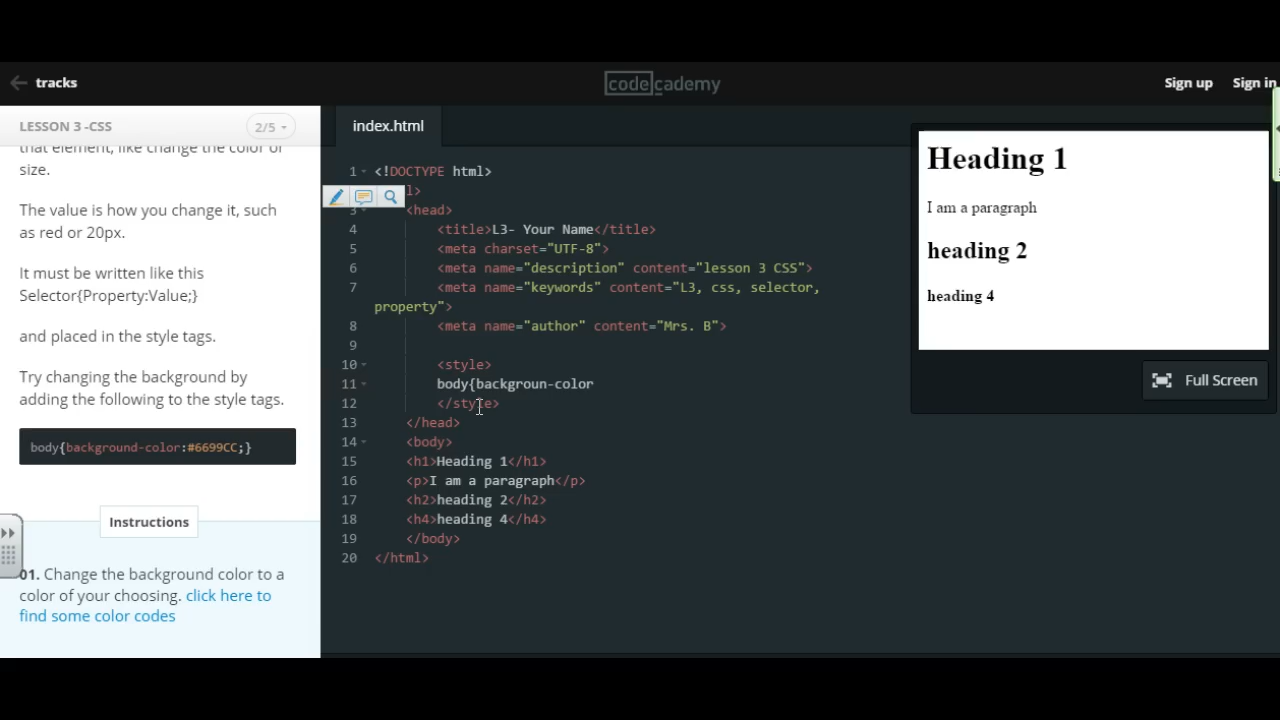 tracks
codecademy
Sign up
Sign in
LESSON 3 -CSS
2/5
that element, like change the color or
size.
The value is how you change it, such
as red or 20px.
It must be written like this
Selector{Property:Value;}
and placed in the style tags.
Try changing the background by
adding the following to the style tags.
body{background-color:#6699CC;}
Instructions
01. Change the background color to a
color of your choosing. click here to
find some color codes
index.html
1 <!DOCTYPE html>
l>
3 <head>
4 <title>L3- Your Name</title>
5 <meta charset="UTF-8">
6 <meta name="description" content="lesson 3 CSS">
7 <meta name="keywords" content="L3, css, selector,
property">
8 <meta name="author" content="Mrs. B">
9
10 <style>
11 body{backgroun-color
12 </style>
13 </head>
14 <body>
15 <h1>Heading 1</h1>
16 <p>I am a paragraph</p>
17 <h2>heading 2</h2>
18 <h4>heading 4</h4>
19 </body>
20 </html>
Heading 1
I am a paragraph
heading 2
heading 4
Full Screen